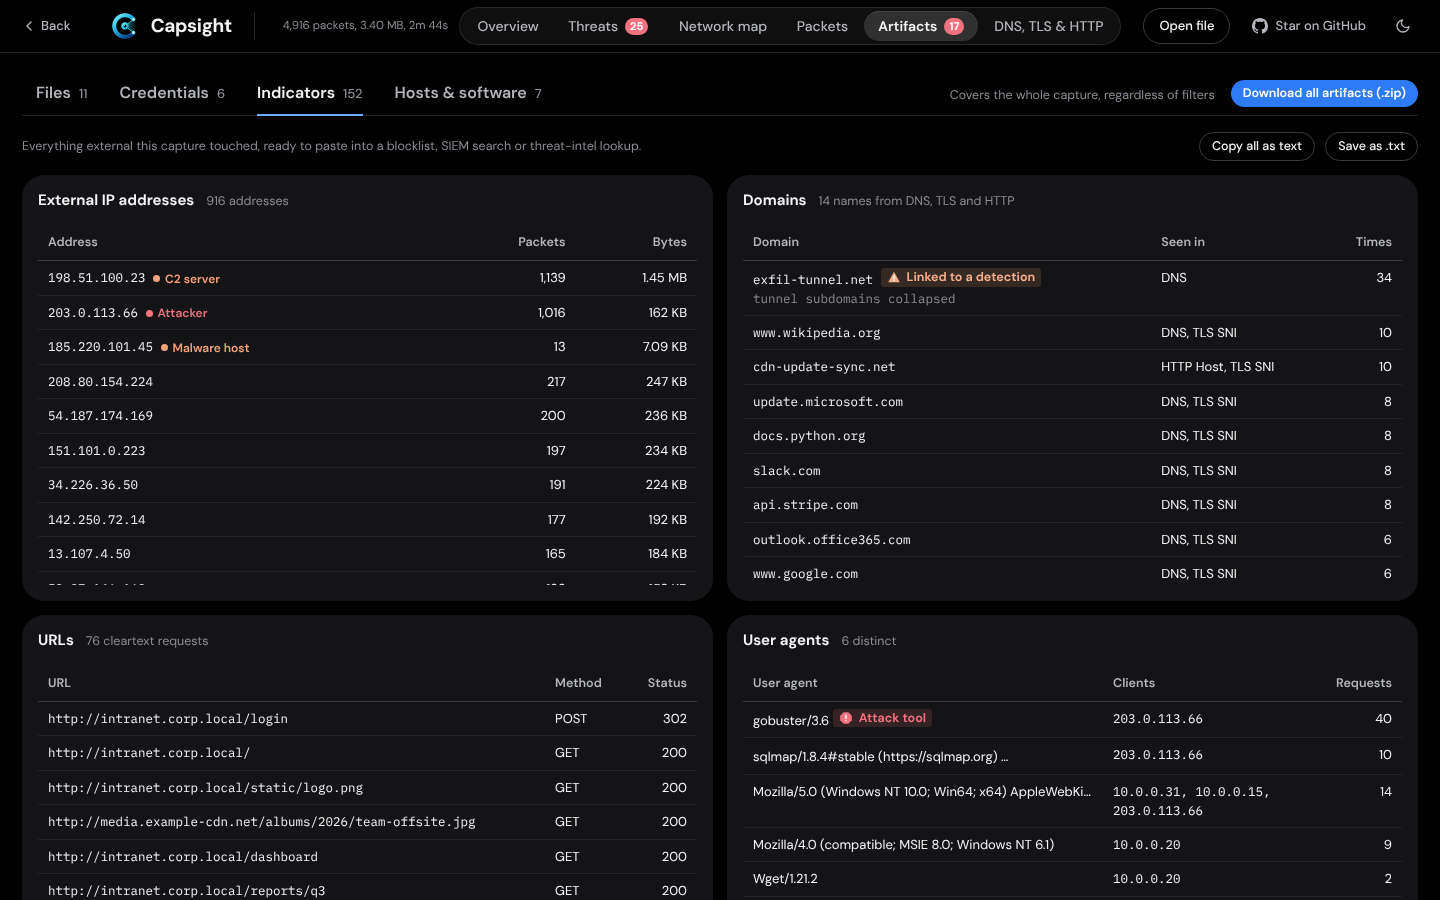 Back
Capsight
4,916 packets, 3.40 MB, 2m 44s
Overview
Threats 25
Network map
Packets
Artifacts 17
DNS, TLS & HTTP
Open file
Star on GitHub
Files 11
Credentials 6
Indicators 152
Hosts & software 7
Covers the whole capture, regardless of filters
Download all artifacts (.zip)
Everything external this capture touched, ready to paste into a blocklist, SIEM search or threat-intel lookup.
Copy all as text
Save as .txt
External IP addresses 916 addresses
Address Packets Bytes
198.51.100.23 C2 server 1,139 1.45 MB
203.0.113.66 Attacker 1,016 162 KB
185.220.101.45 Malware host 13 7.09 KB
208.80.154.224 217 247 KB
54.187.174.169 200 236 KB
151.101.0.223 197 234 KB
34.226.36.50 191 224 KB
142.250.72.14 177 192 KB
13.107.4.50 165 184 KB
Domains 14 names from DNS, TLS and HTTP
Domain Seen in Times
exfil-tunnel.net Linked to a detection DNS 34
tunnel subdomains collapsed
www.wikipedia.org DNS, TLS SNI 10
cdn-update-sync.net HTTP Host, TLS SNI 10
update.microsoft.com DNS, TLS SNI 8
docs.python.org DNS, TLS SNI 8
slack.com DNS, TLS SNI 8
api.stripe.com DNS, TLS SNI 8
outlook.office365.com DNS, TLS SNI 6
www.google.com DNS, TLS SNI 6
URLs 76 cleartext requests
URL Method Status
http://intranet.corp.local/login POST 302
http://intranet.corp.local/ GET 200
http://intranet.corp.local/static/logo.png GET 200
http://media.example-cdn.net/albums/2026/team-offsite.jpg GET 200
http://intranet.corp.local/dashboard GET 200
http://intranet.corp.local/reports/q3 GET 200
User agents 6 distinct
User agent Clients Requests
gobuster/3.6 Attack tool 203.0.113.66 40
sqlmap/1.8.4#stable (https://sqlmap.org) … 203.0.113.66 10
Mozilla/5.0 (Windows NT 10.0; Win64; x64) AppleWebKi… 10.0.0.31, 10.0.0.15, 14
203.0.113.66
Mozilla/4.0 (compatible; MSIE 8.0; Windows NT 6.1) 10.0.0.20 9
Wget/1.21.2 10.0.0.20 2